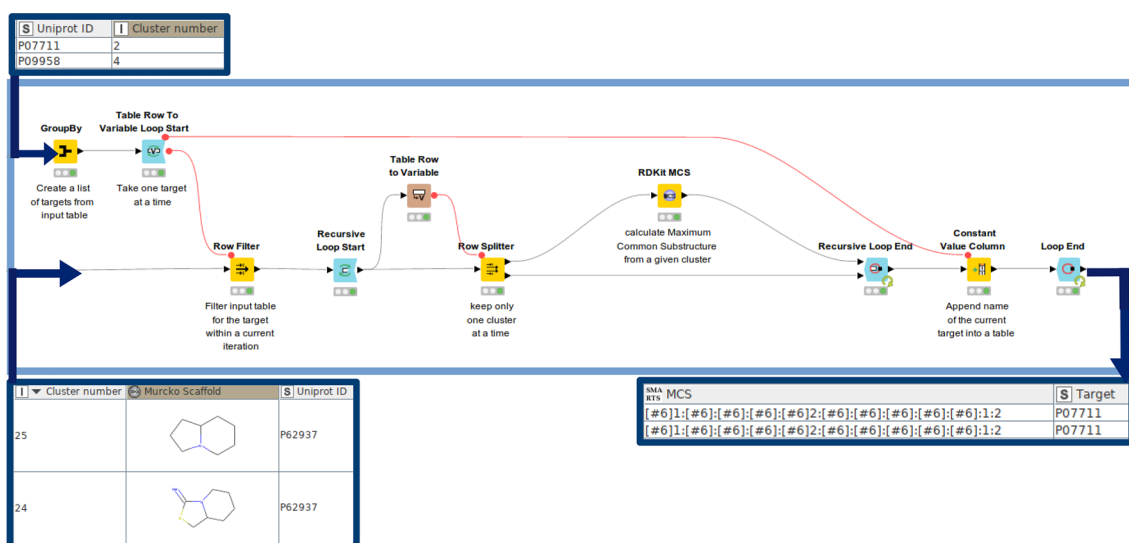 S Uniprot ID I Cluster number
P07711 2
P09958 4
Table Row To
Variable Loop Start
GroupBy
Create a list
of targets from
input table
Take one target
at a time
Table Row
to Variable
RDKit MCS
MCS
calculate Maximum
Common Substructure
from a given cluster
Row Filter
Filter input table
for the target
within a current
iteration
Recursive
Loop Start
Row Splitter
keep only
one cluster
at a time
Recursive Loop End
Constant
Value Column
Append name
of the current
target into a table
Loop End
I Cluster number Murcko Scaffold S Uniprot ID
25 P62937
24 P62937
SMA
RTS MCS S Target
[#6]1:[#6]:[#6]:[#6]:[#6]2:[#6]:[#6]:[#6]:[#6]:[#6]:1:2 P07711
[#6]1:[#6]:[#6]:[#6]:[#6]2:[#6]:[#6]:[#6]:[#6]:[#6]:1:2 P07711